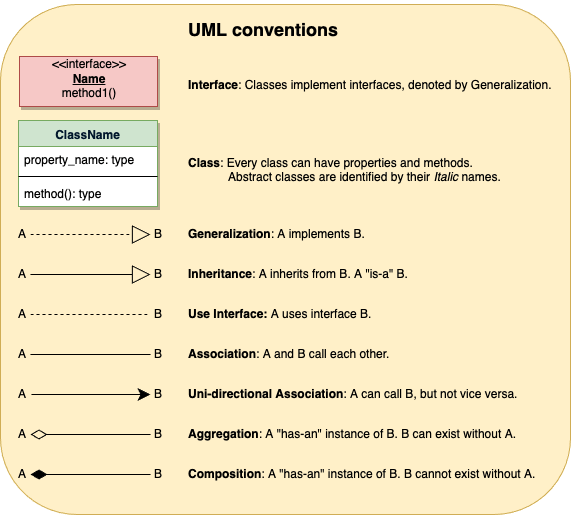 UML conventions
<<interface>>
Name
method1()
Interface: Classes implement interfaces, denoted by Generalization.
ClassName
property_name: type
method(): type
Class: Every class can have properties and methods.
Abstract classes are identified by their Italic names.
A B Generalization: A implements B.
A B Inheritance: A inherits from B. A "is-a" B.
A B Use Interface: A uses interface B.
A B Association: A and B call each other.
A B Uni-directional Association: A can call B, but not vice versa.
A B Aggregation: A "has-an" instance of B. B can exist without A.
A B Composition: A "has-an" instance of B. B cannot exist without A.